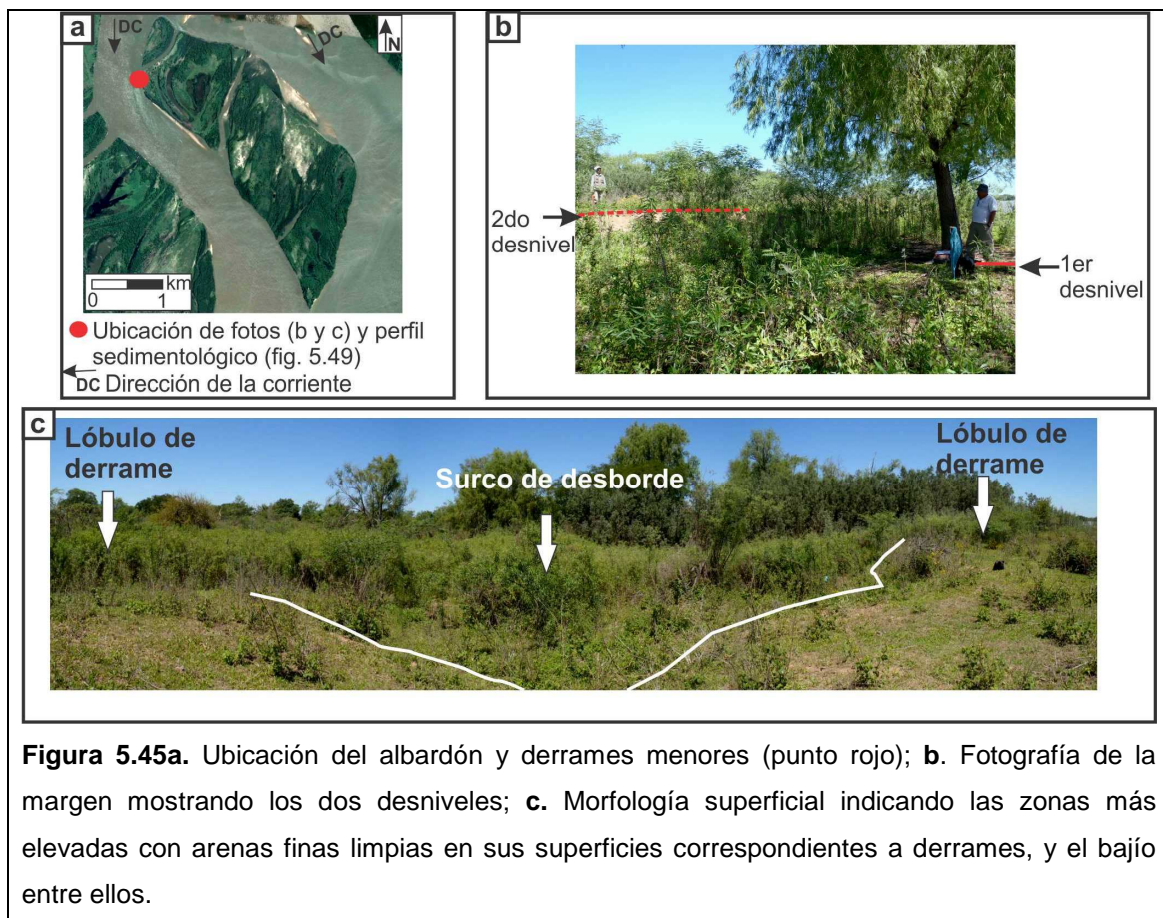 a
DC
DC
N
km
0 1
Ubicación de fotos (b y c) y perfil
sedimentológico (fig. 5.49)
DC Dirección de la corriente
b
2do
desnivel
1er
desnivel
c
Lóbulo de
derrame
Surco de desborde
Lóbulo de
derrame
Figura 5.45a. Ubicación del albardón y derrames menores (punto rojo); b. Fotografía de la
margen mostrando los dos desniveles; c. Morfología superficial indicando las zonas más
elevadas con arenas finas limpias en sus superficies correspondientes a derrames, y el bajío
entre ellos.